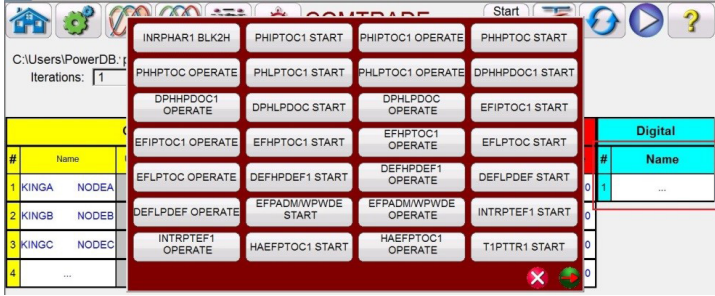 COMTRADE
Start
C:\Users\PowerDB.
Iterations: 1
INRPHAR1 BLK2H
PHIPTOC1 START
PHIPTOC1 OPERATE
PHHPTOC START
PHHPTOC OPERATE
PHLPTOC1 START
PHLPTOC1 OPERATE
DPHHPDOC1 START
DPHHPDOC1
OPERATE
DPHLPDOC START
DPHLPDOC
OPERATE
EFIPTOC1 START
EFIPTOC1 OPERATE
EFHPTOC1 START
EFHPTOC1
OPERATE
EFLPTOC START
EFLPTOC OPERATE
DEFHPDEF1 START
DEFHPDEF1
OPERATE
DEFLPDEF START
DEFLPDEF OPERATE
EFPADM/WPWDE
START
EFPADM/WPWDE
OPERATE
INTRPTEF1 START
INTRPTEF1
OPERATE
HAEFPTOC1 START
HAEFPTOC1
OPERATE
T1PTTR1 START
Digital
# Name
# Name
1 KINGA NODEA 0
1 ...
2 KINGB NODEB 0
3 KINGC NODEC 0
4 ... 0